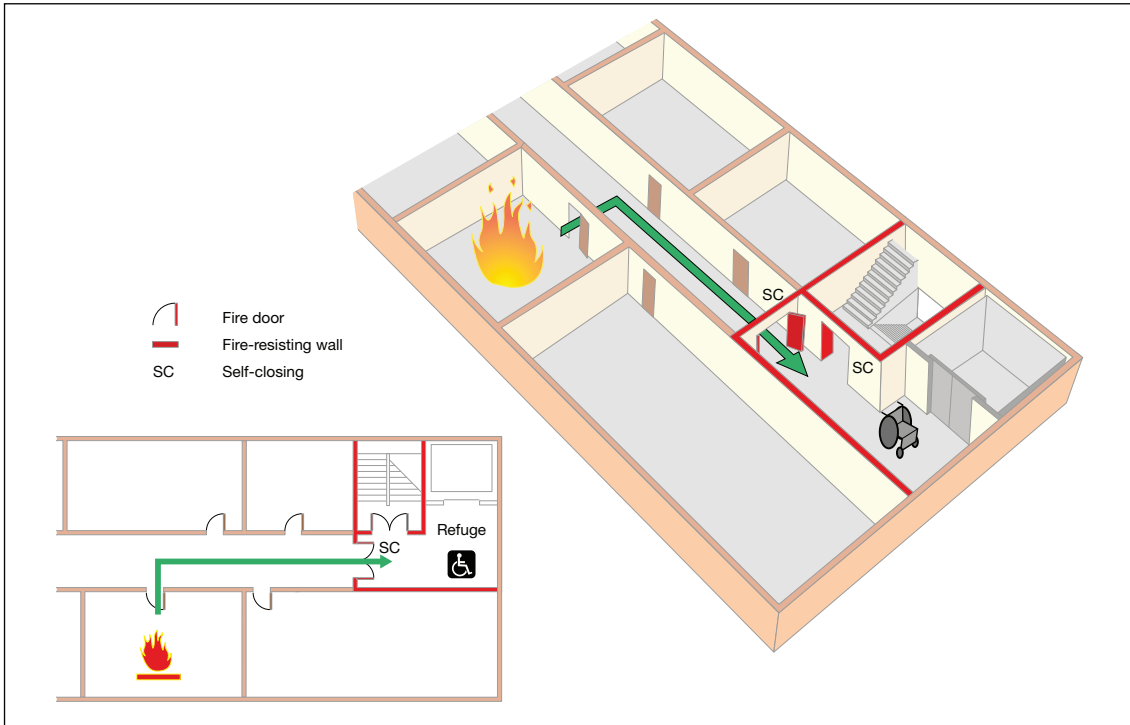 SC
SC
Fire door
Fire-resisting wall
SC Self-closing
Refuge
SC